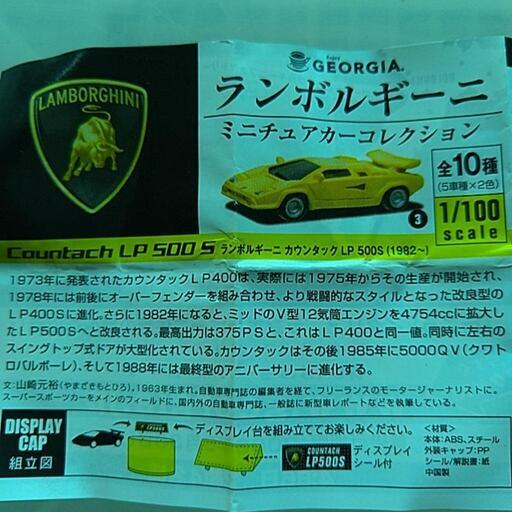 LAMBORGHINI
Enjoy
GEORGIA.
ランボルギーニ
ミニチュアカーコレクション
全10種
(5車種×2色)
3
1/100
scale
Countach LP 500 S ランボルギーニ カウンタック LP 500S (1982~)
1973年に発表されたカウンタックLP400は、実際には1975年からその生産が開始され、
1978年には前後にオーバーフェンダーを組み合わせ、より戦闘的なスタイルとなった改良型の
LP400Sに進化。さらに1982年になると、ミッドのV型12気筒エンジンを4754ccに拡大し
たLP500Sへと改良される。最高出力は375PSと、これはLP400と同一値。同時に左右の
スイングトップ式ドアが大型化されている。カウンタックはその後1985年に5000QV(クワト
ロバルボーレ)、そして1988年には最終型のアニバーサリーに進化する。
文:山崎元裕(やまざきもとひろ)。1963年生まれ。自動車専門誌の編集者を経て、フリーランスのモータージャーナリストに。
スーパースポーツカーをメインのフィールドに、国内外の自動車専門誌、一般誌に新型車レポートなどを執筆している。
DISPLAY
CAP
組立図
ディスプレイ台を組み立ててお楽しみください。
COUNTACH
LP500S
ディスプレイ
シール付
<材質>
本体:ABS、スチール
外装キャップ:PP
シール/解説書:紙
中国製